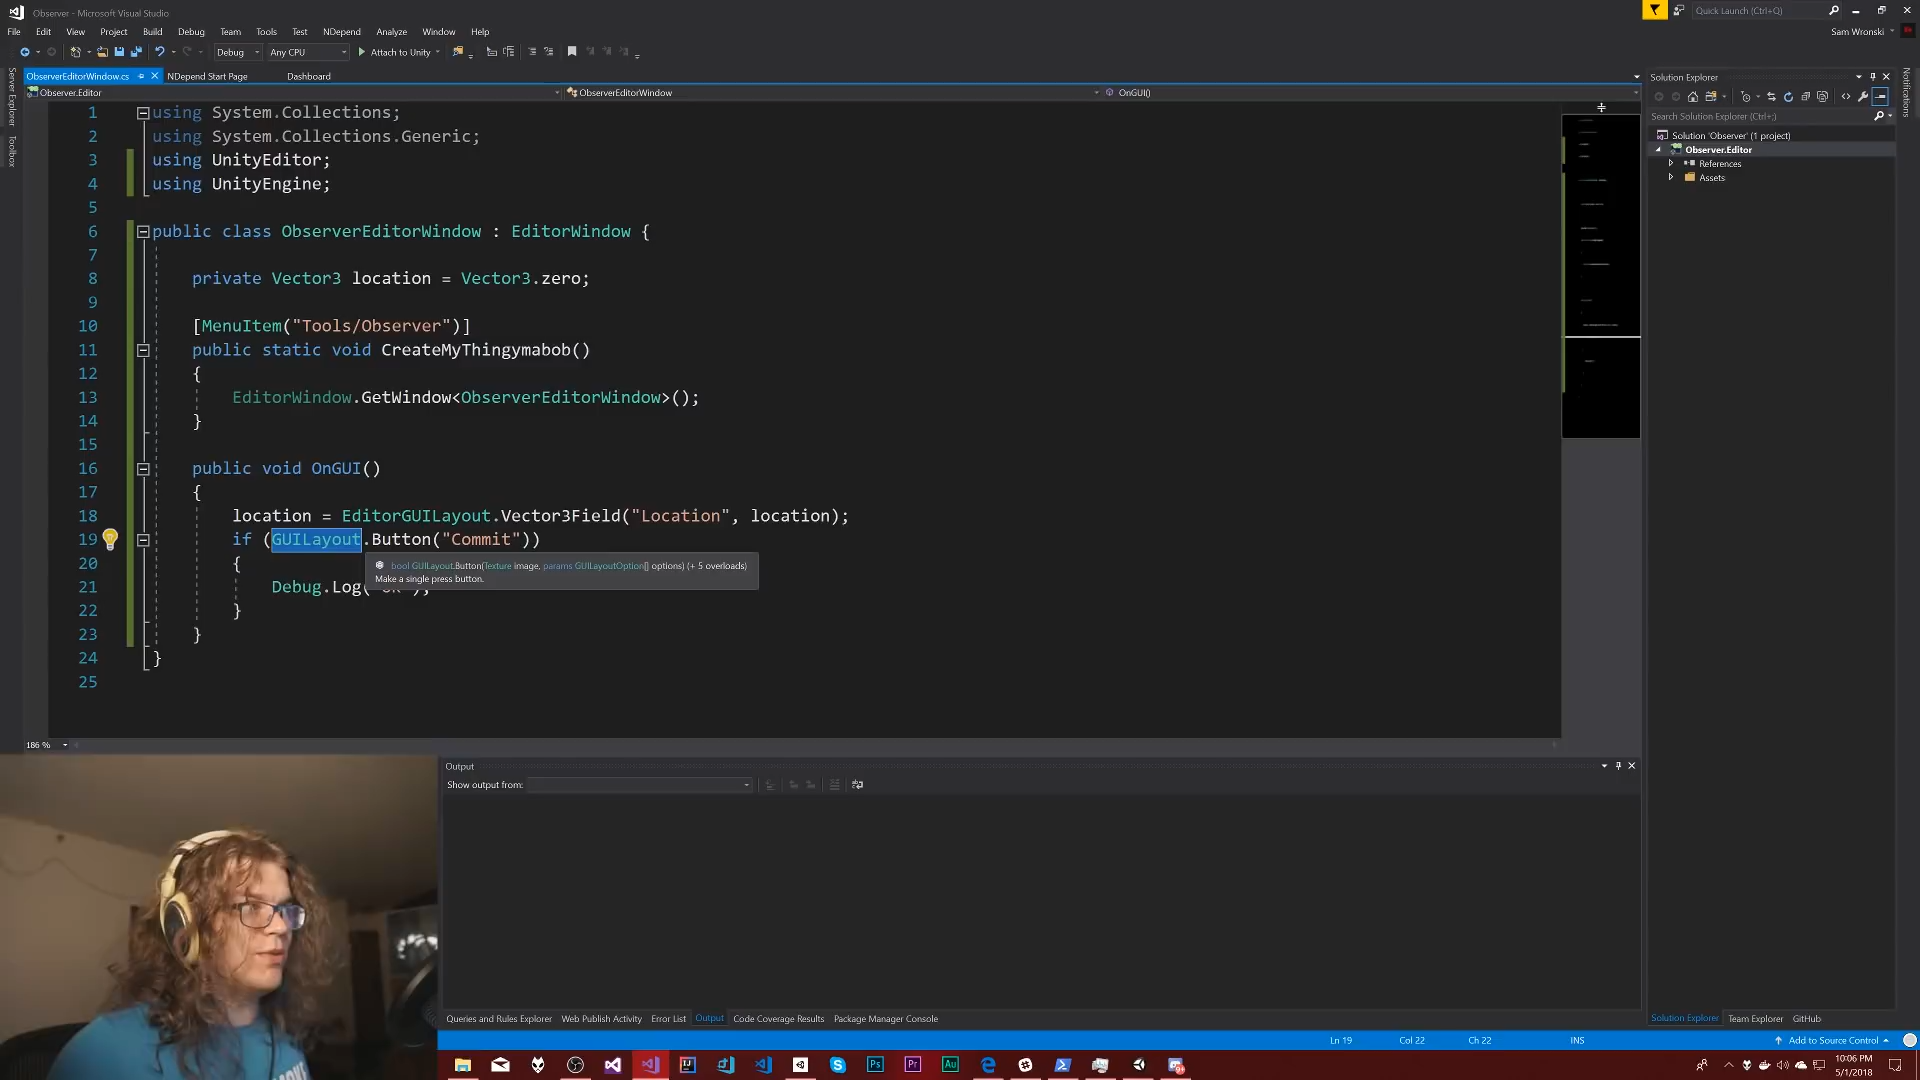 Observer - Microsoft Visual Studio
Quick Launch (Ctrl+Q)
File Edit View Project Build Debug Team Tools Test NDepend Analyze Window Help
Sam Wronski
Debug Any CPU Attach to Unity
ObserverEditorWindow.cs NDepend Start Page Dashboard
Solution Explorer
Observer.Editor ObserverEditorWindow OnGUI()
Search Solution Explorer (Ctrl+;)
Solution 'Observer' (1 project)
Observer.Editor
References
Assets
Server Explorer
Toolbox
Notifications
1 using System.Collections;
2 using System.Collections.Generic;
3 using UnityEditor;
4 using UnityEngine;
5
6 public class ObserverEditorWindow : EditorWindow {
7
8 private Vector3 location = Vector3.zero;
9
10 [MenuItem("Tools/Observer")]
11 public static void CreateMyThingymabob()
12 {
13 EditorWindow.GetWindow<ObserverEditorWindow>();
14 }
15
16 public void OnGUI()
17 {
18 location = EditorGUILayout.Vector3Field("Location", location);
19 if (GUILayout.Button("Commit"))
20 {
bool GUILayout.Button(Texture image, params GUILayoutOption[] options) (+ 5 overloads)
Make a single press button.
21 Debug.Log( );
22 }
23 }
24 }
25
186 %
Output
Show output from:
Queries and Rules Explorer Web Publish Activity Error List Output Code Coverage Results Package Manager Console
Solution Explorer Team Explorer GitHub
Ln 19 Col 22 Ch 22 INS Add to Source Control
10:06 PM
5/1/2018